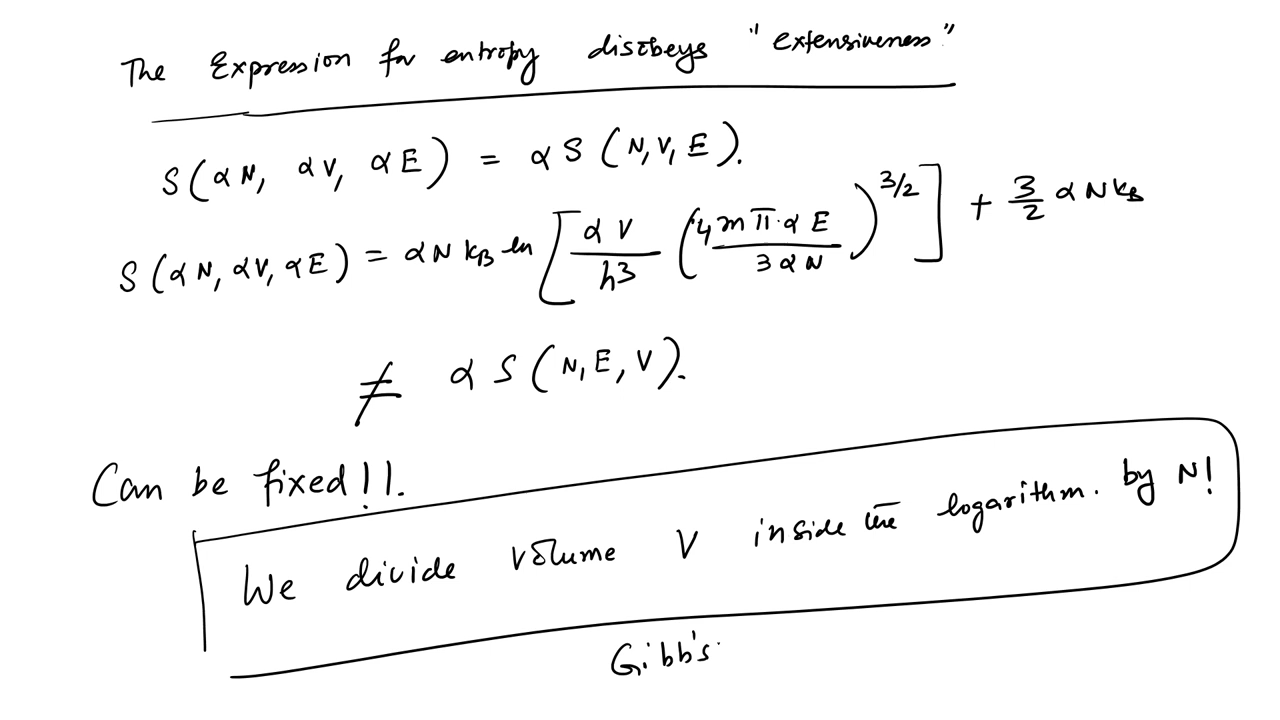 The Expression for entropy disobeys "extensiveness"
S(αN, αV, αE) = α S (N, V, E).
S(αN, αV, αE) = αN k_B ln [ αV / h^3 ( 4mπ·αE / 3αN )^{3/2} ] + 3/2 αN k_B
≠ α S (N, E, V).
Can be fixed!!.
We divide volume V inside the logarithm. by N!
Gibb's